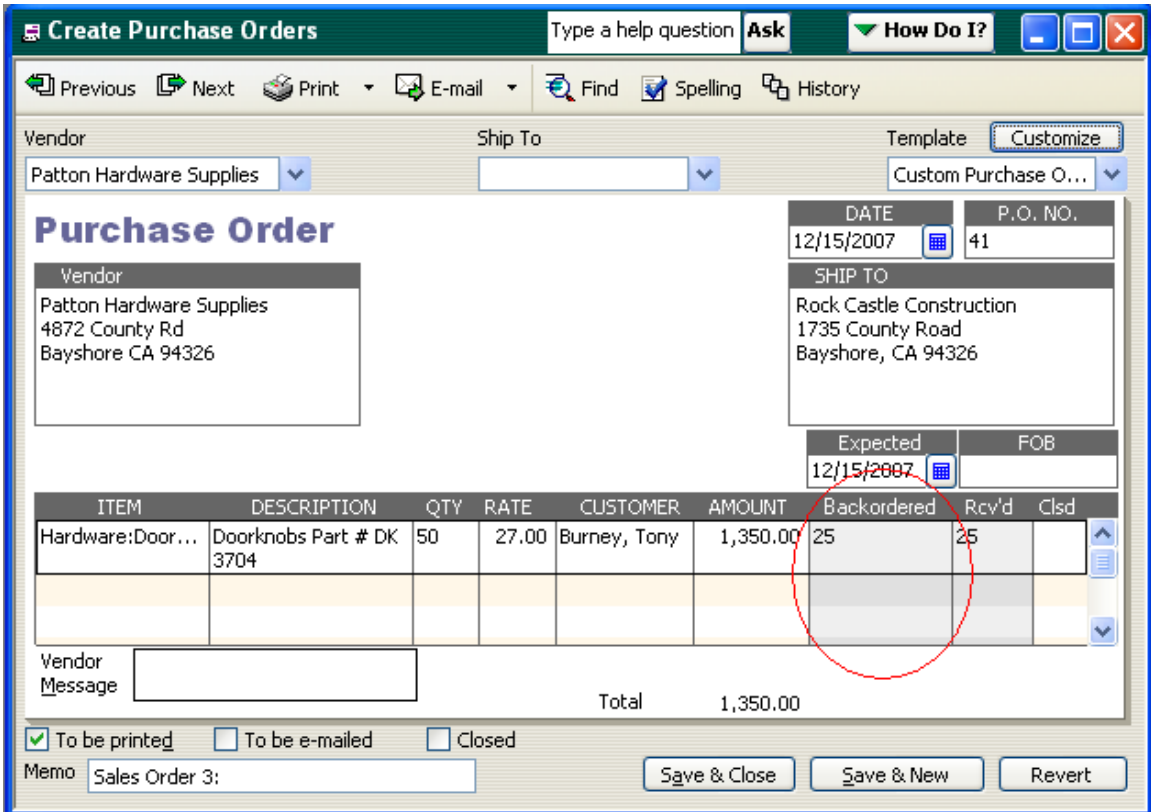 Create Purchase Orders Type a help question Ask How Do I?
Previous Next Print E-mail Find Spelling History
Vendor Ship To Template Customize
Patton Hardware Supplies Custom Purchase O...
Purchase Order
DATE P.O. NO.
12/15/2007 41
Vendor SHIP TO
Patton Hardware Supplies Rock Castle Construction
4872 County Rd 1735 County Road
Bayshore CA 94326 Bayshore, CA 94326
Expected FOB
12/15/2007
ITEM DESCRIPTION QTY RATE CUSTOMER AMOUNT Backordered Rcv'd Clsd
Hardware:Door... Doorknobs Part # DK 50 27.00 Burney, Tony 1,350.00 25 25
3704
Vendor
Message
Total 1,350.00
To be printed To be e-mailed Closed
Memo Sales Order 3: Save & Close Save & New Revert